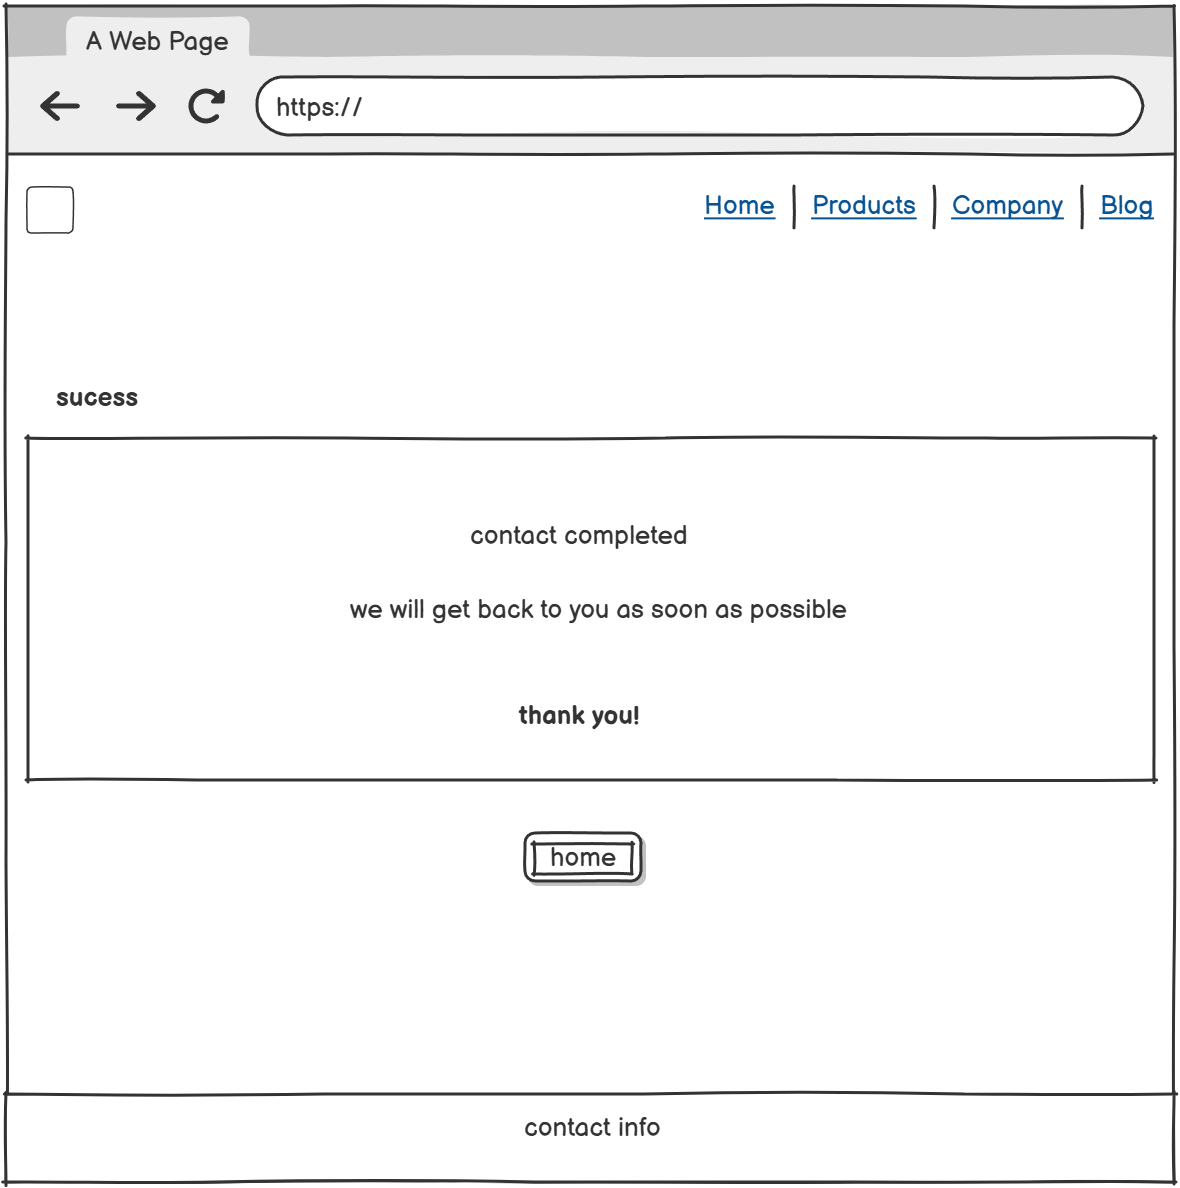 A Web Page
https://
Home Products Company Blog
sucess
contact completed
we will get back to you as soon as possible
thank you!
home
contact info